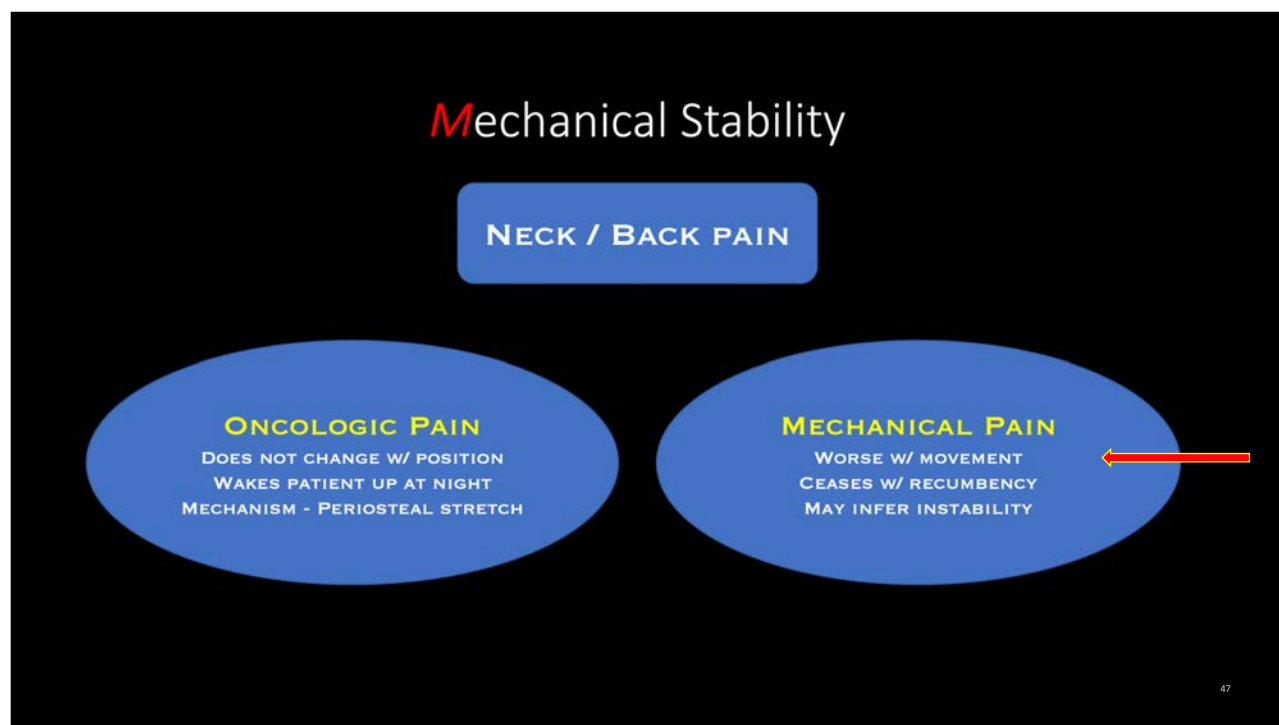 Mechanical Stability
NECK / BACK PAIN
ONCOLOGIC PAIN
DOES NOT CHANGE W/ POSITION
WAKES PATIENT UP AT NIGHT
MECHANISM - PERIOSTEAL STRETCH
MECHANICAL PAIN
WORSE W/ MOVEMENT
CEASES W/ RECUMBENCY
MAY INFER INSTABILITY
47